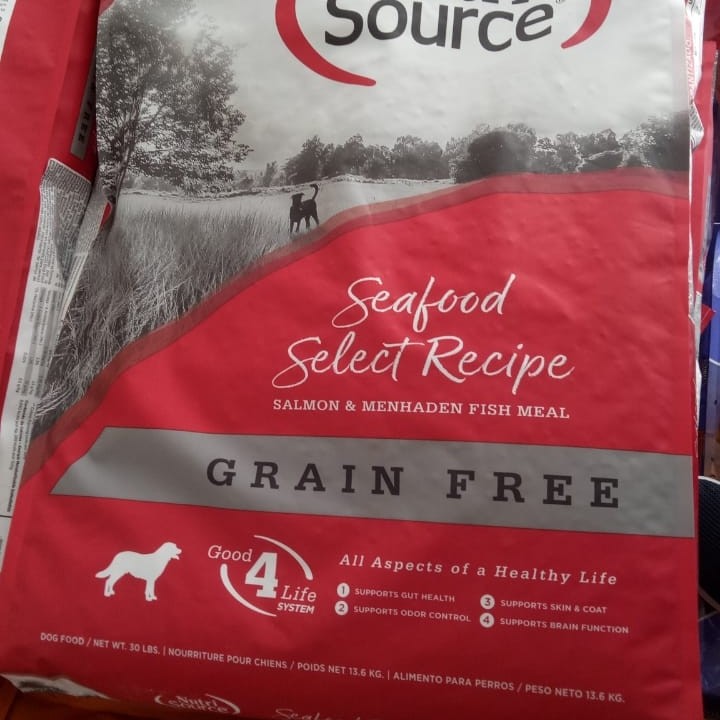 Source
Seafood
Select Recipe
SALMON & MENHADEN FISH MEAL
GRAIN FREE
Good
4
Life
SYSTEM
All Aspects of a Healthy Life
1 SUPPORTS GUT HEALTH
2 SUPPORTS ODOR CONTROL
3 SUPPORTS SKIN & COAT
4 SUPPORTS BRAIN FUNCTION
DOG FOOD / NET WT. 30 LBS. | NOURRITURE POUR CHIENS / POIDS NET 13.6 KG. | ALIMENTO PARA PERROS / PESO NETO 13.6 KG.
Nutri
Source
FREE